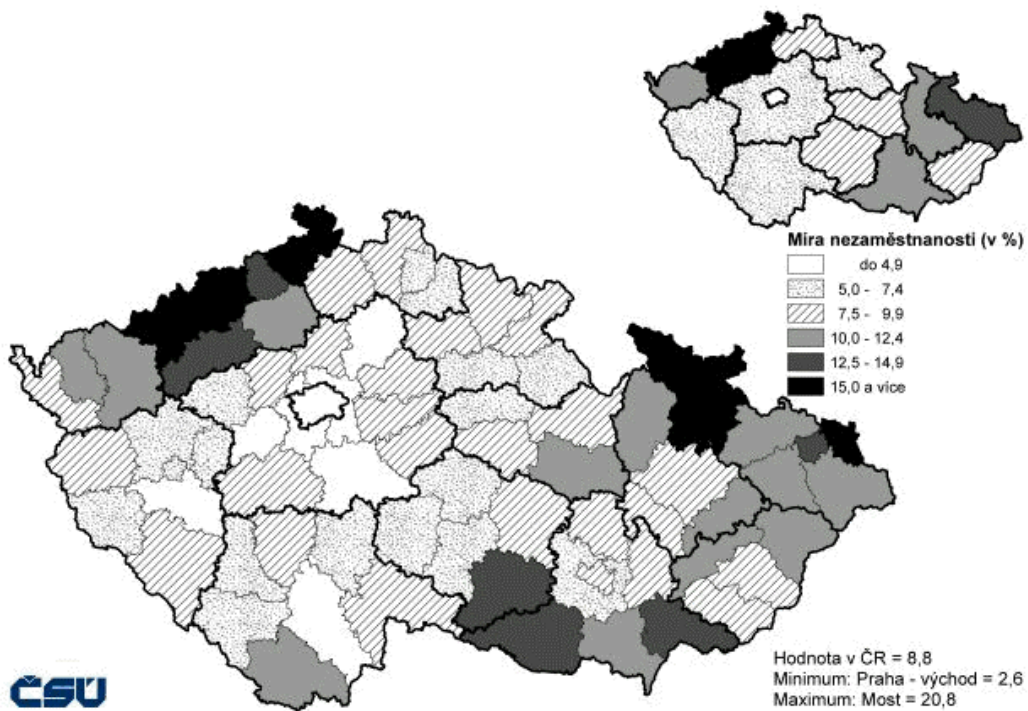 Míra nezaměstnanosti (v %)
do 4,9
5,0 - 7,4
7,5 - 9,9
10,0 - 12,4
12,5 - 14,9
15,0 a více
Hodnota v ČR = 8,8
Minimum: Praha - východ = 2,6
Maximum: Most = 20,8
ČSÚ